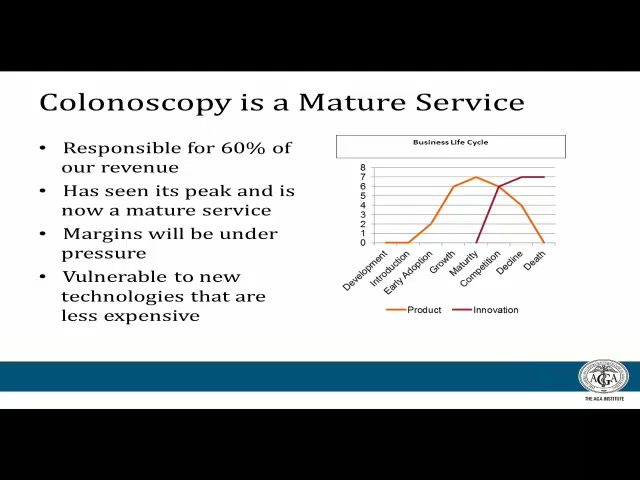 Colonoscopy is a Mature Service
• Responsible for 60% of
our revenue
• Has seen its peak and is
now a mature service
• Margins will be under
pressure
• Vulnerable to new
technologies that are
less expensive
Business Life Cycle
8
7
6
5
4
3
2
1
0
Development
Introduction
Early Adoption
Growth
Maturity
Competition
Decline
Death
Product
Innovation
AGA
THE AGA INSTITUTE